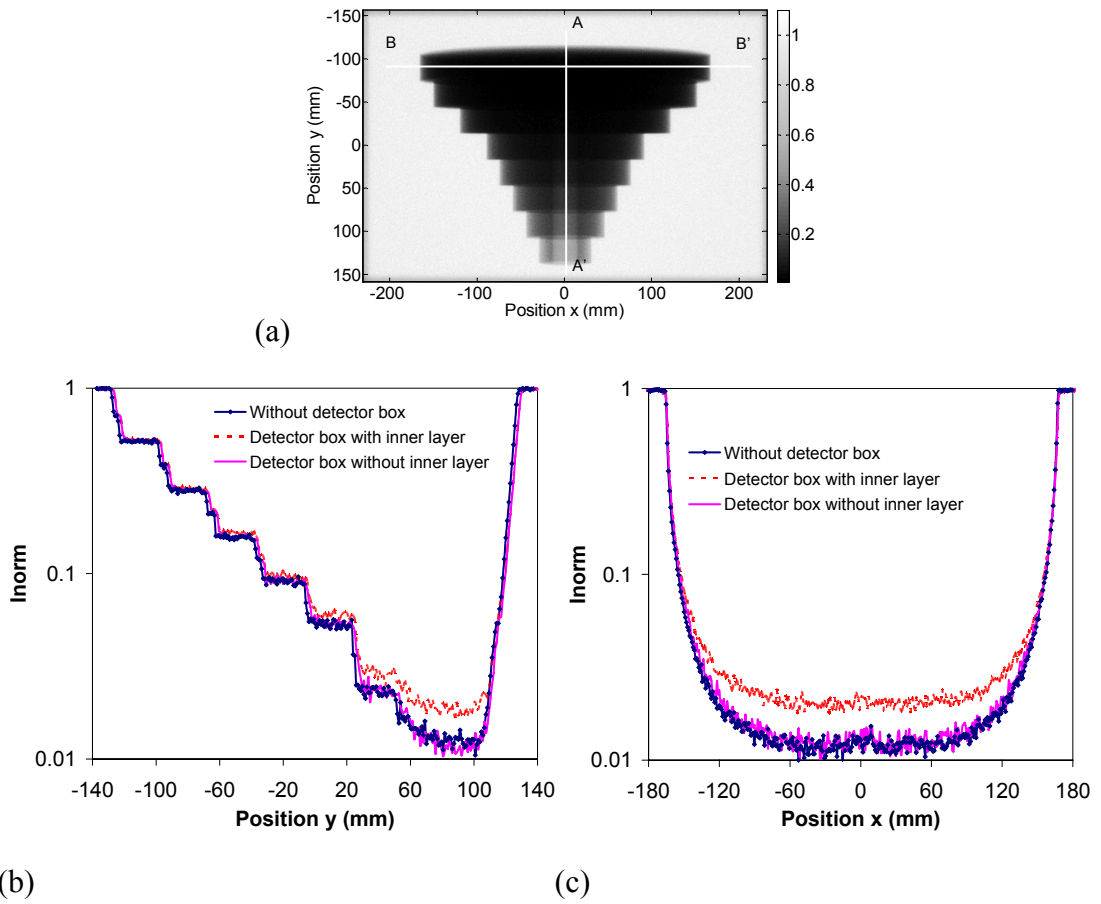 -150
-100
-50
0
50
100
150
Position y (mm)
A
B
B'
A'
-200
-100
0
100
200
Position x (mm)
1
0.8
0.6
0.4
0.2
(a)
1
0.1
0.01
Inorm
Without detector box
Detector box with inner layer
Detector box without inner layer
-140
-100
-60
-20
20
60
100
140
Position y (mm)
(b)
1
0.1
0.01
Inorm
Without detector box
Detector box with inner layer
Detector box without inner layer
-180
-120
-60
0
60
120
180
Position x (mm)
(c)